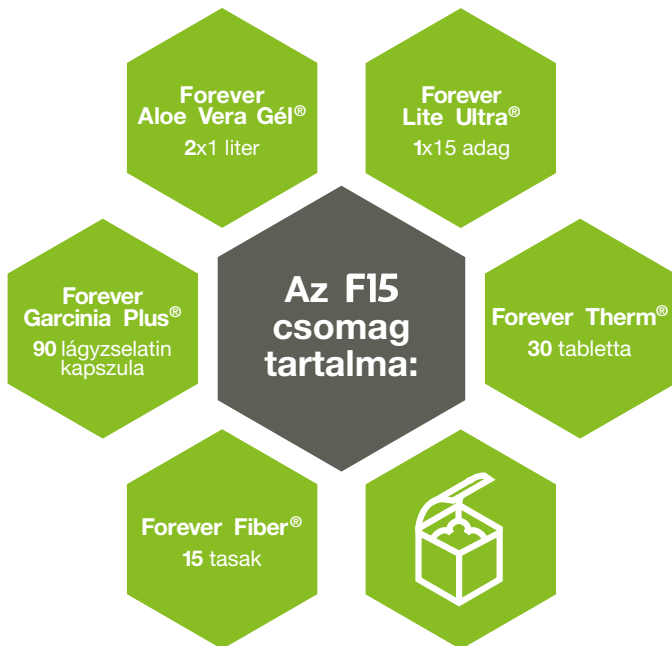 Forever
Aloe Vera Gél®
2x1 liter
Forever
Lite Ultra®
1x15 adag
Forever
Garcinia Plus®
90 lágyzselatin
kapszula
Az F15
csomag
tartalma:
Forever Therm®
30 tabletta
Forever Fiber®
15 tasak